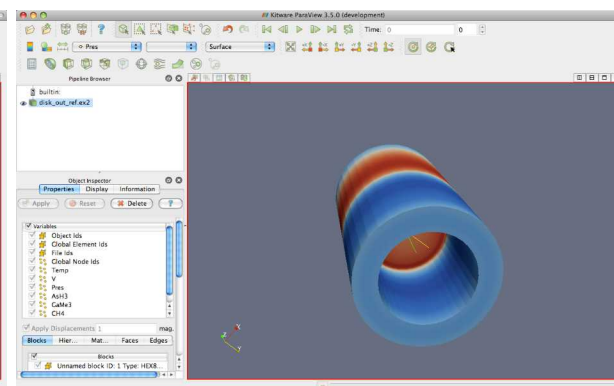 Kitware ParaView 3.5.0 (development)
Time: 0
0
Pres
Surface
Pipeline Browser
builtin:
disk_out_ref.ex2
Object Inspector
Properties Display Information
Apply Reset Delete ?
Variables
Object Ids
Global Element Ids
File Ids
Global Node Ids
Temp
V
Pres
AsH3
GaMe3
CH4
Apply Displacements 1 mag.
Blocks Hier... Mat... Faces Edges
Blocks
Unnamed block ID: 1 Type: HEX8...
X
Z
Y